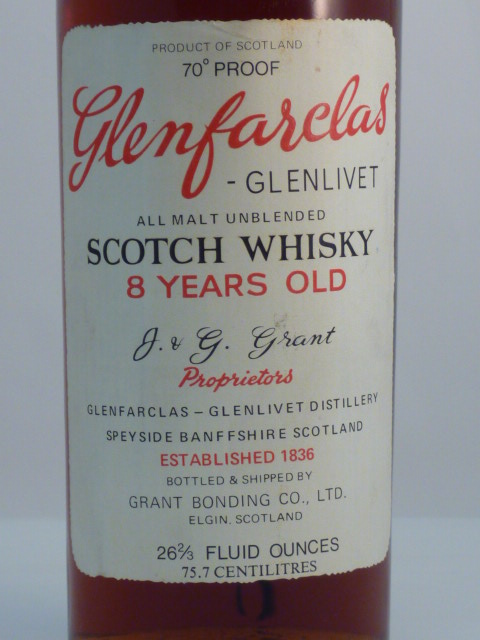 PRODUCT OF SCOTLAND
70° PROOF
Glenfarclas
- GLENLIVET
ALL MALT UNBLENDED
SCOTCH WHISKY
8 YEARS OLD
J. & G. Grant
Proprietors
GLENFARCLAS – GLENLIVET DISTILLERY
SPEYSIDE BANFFSHIRE SCOTLAND
ESTABLISHED 1836
BOTTLED & SHIPPED BY
GRANT BONDING CO., LTD.
ELGIN, SCOTLAND
26⅔ FLUID OUNCES
75.7 CENTILITRES